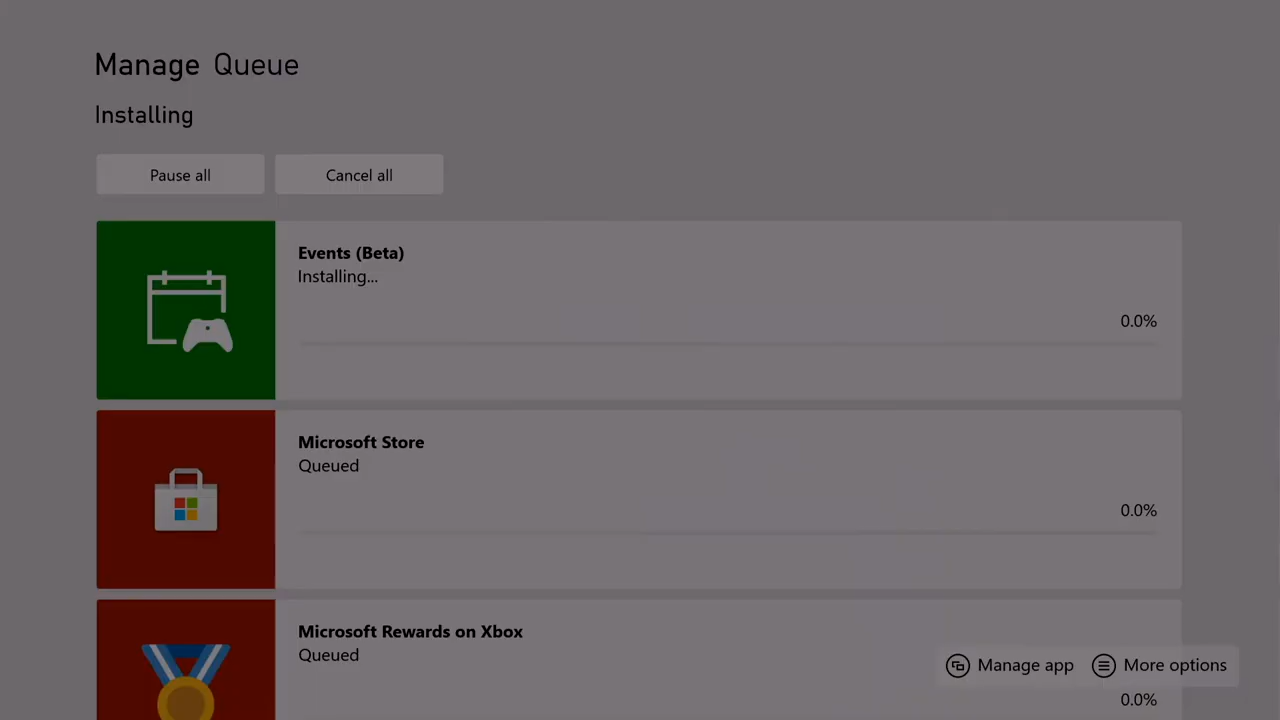 Manage Queue
Installing
Pause all
Cancel all
Events (Beta)
Installing...
0.0%
Microsoft Store
Queued
0.0%
Microsoft Rewards on Xbox
Queued
Manage app
More options
0.0%